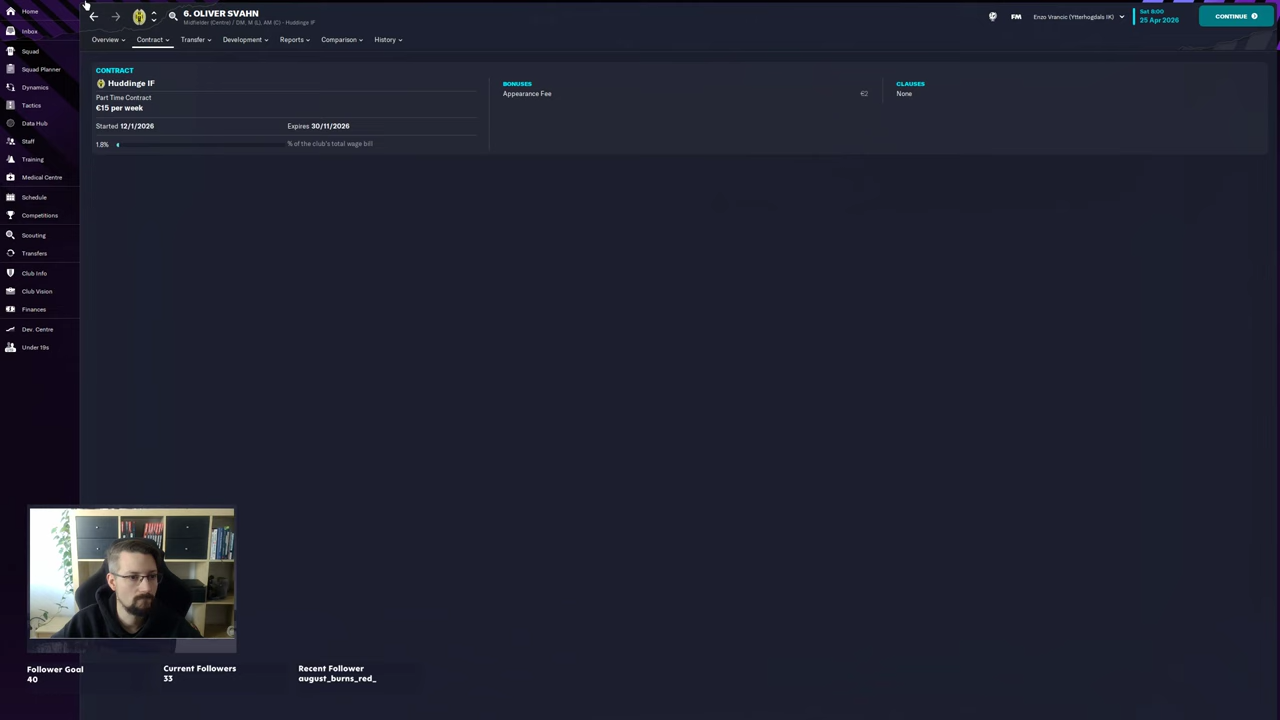 Home
Inbox
Squad
Squad Planner
Dynamics
Tactics
Data Hub
Staff
Training
Medical Centre
Schedule
Competitions
Scouting
Transfers
Club Info
Club Vision
Finances
Dev. Centre
Under 19s
6. OLIVER SVAHN
Midfielder (Centre) / DM, M (L), AM (C) - Huddinge IF
FM
Enzo Vrancic (Ytterhogdals IK)
Sat 8:00
25 Apr 2026
CONTINUE
Overview
Contract
Transfer
Development
Reports
Comparison
History
CONTRACT
Huddinge IF
Part Time Contract
€15 per week
Started 12/1/2026
Expires 30/11/2026
1.8%
% of the club's total wage bill
BONUSES
Appearance Fee
€2
CLAUSES
None
Follower Goal
40
Current Followers
33
Recent Follower
august_burns_red_